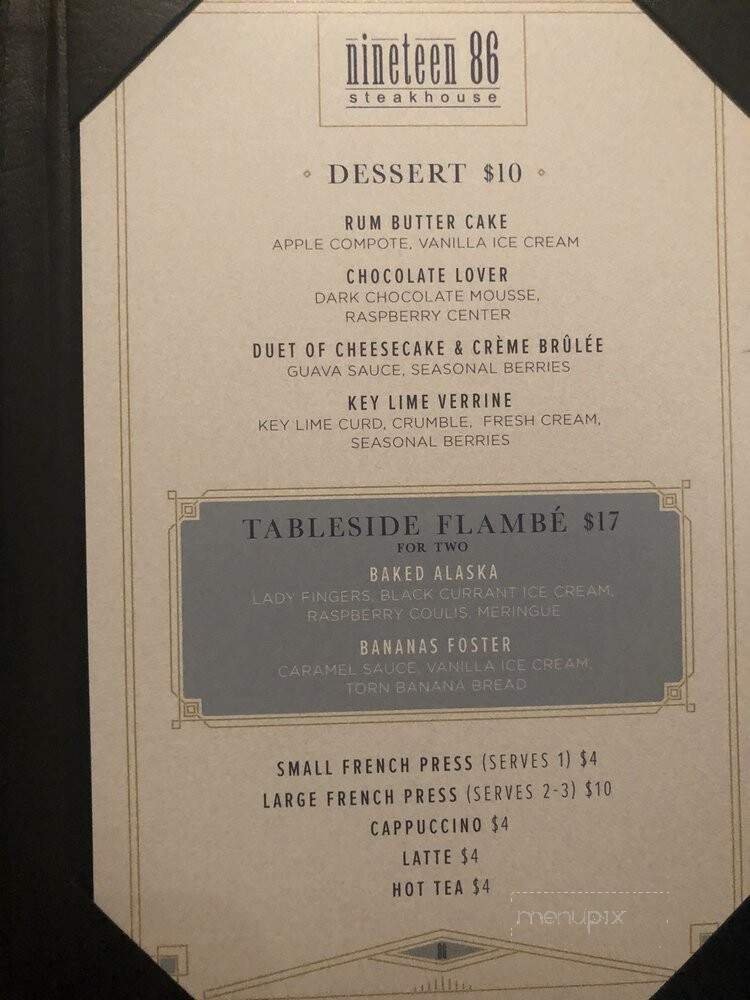 nineteen 86
steakhouse
DESSERT $10
RUM BUTTER CAKE
APPLE COMPOTE, VANILLA ICE CREAM
CHOCOLATE LOVER
DARK CHOCOLATE MOUSSE,
RASPBERRY CENTER
DUET OF CHEESECAKE & CRÈME BRÛLÉE
GUAVA SAUCE, SEASONAL BERRIES
KEY LIME VERRINE
KEY LIME CURD, CRUMBLE, FRESH CREAM,
SEASONAL BERRIES
TABLESIDE FLAMBÉ $17
FOR TWO
BAKED ALASKA
LADY FINGERS, BLACK CURRANT ICE CREAM,
RASPBERRY COULIS, MERINGUE
BANANAS FOSTER
CARAMEL SAUCE, VANILLA ICE CREAM,
TORN BANANA BREAD
SMALL FRENCH PRESS (SERVES 1) $4
LARGE FRENCH PRESS (SERVES 2-3) $10
CAPPUCCINO $4
LATTE $4
HOT TEA $4
menupix
86